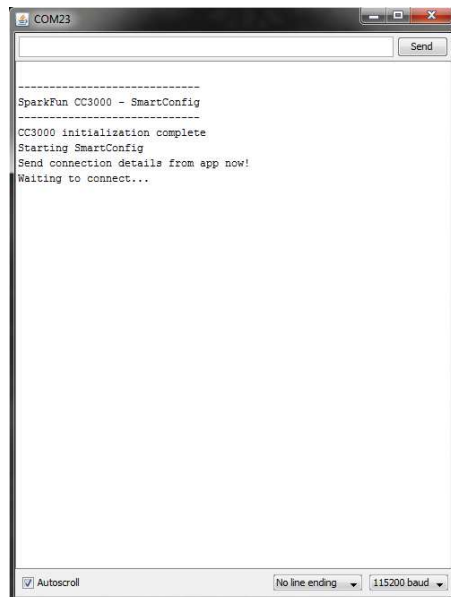 COM23
Send
-----------------------------
SparkFun CC3000 - SmartConfig
-----------------------------
CC3000 initialization complete
Starting SmartConfig
Send connection details from app now!
Waiting to connect...
Autoscroll
No line ending
115200 baud